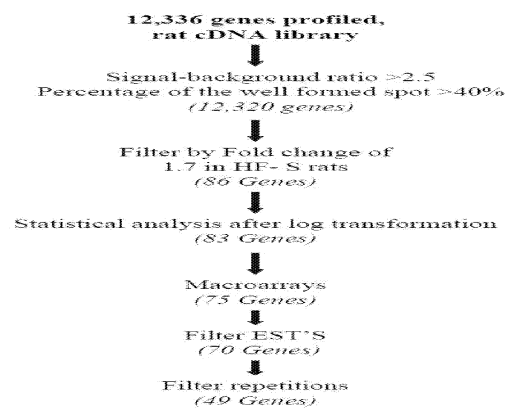 12,336 genes profiled,
rat cDNA library
Signal-background ratio >2.5
Percentage of the well formed spot >40%
(12,320 genes)
Filter by Fold change of
1.7 in HF- S rats
(86 Genes)
Statistical analysis after log transformation
(83 Genes)
Macroarrays
(75 Genes)
Filter EST'S
(70 Genes)
Filter repetitions
(49 Genes)